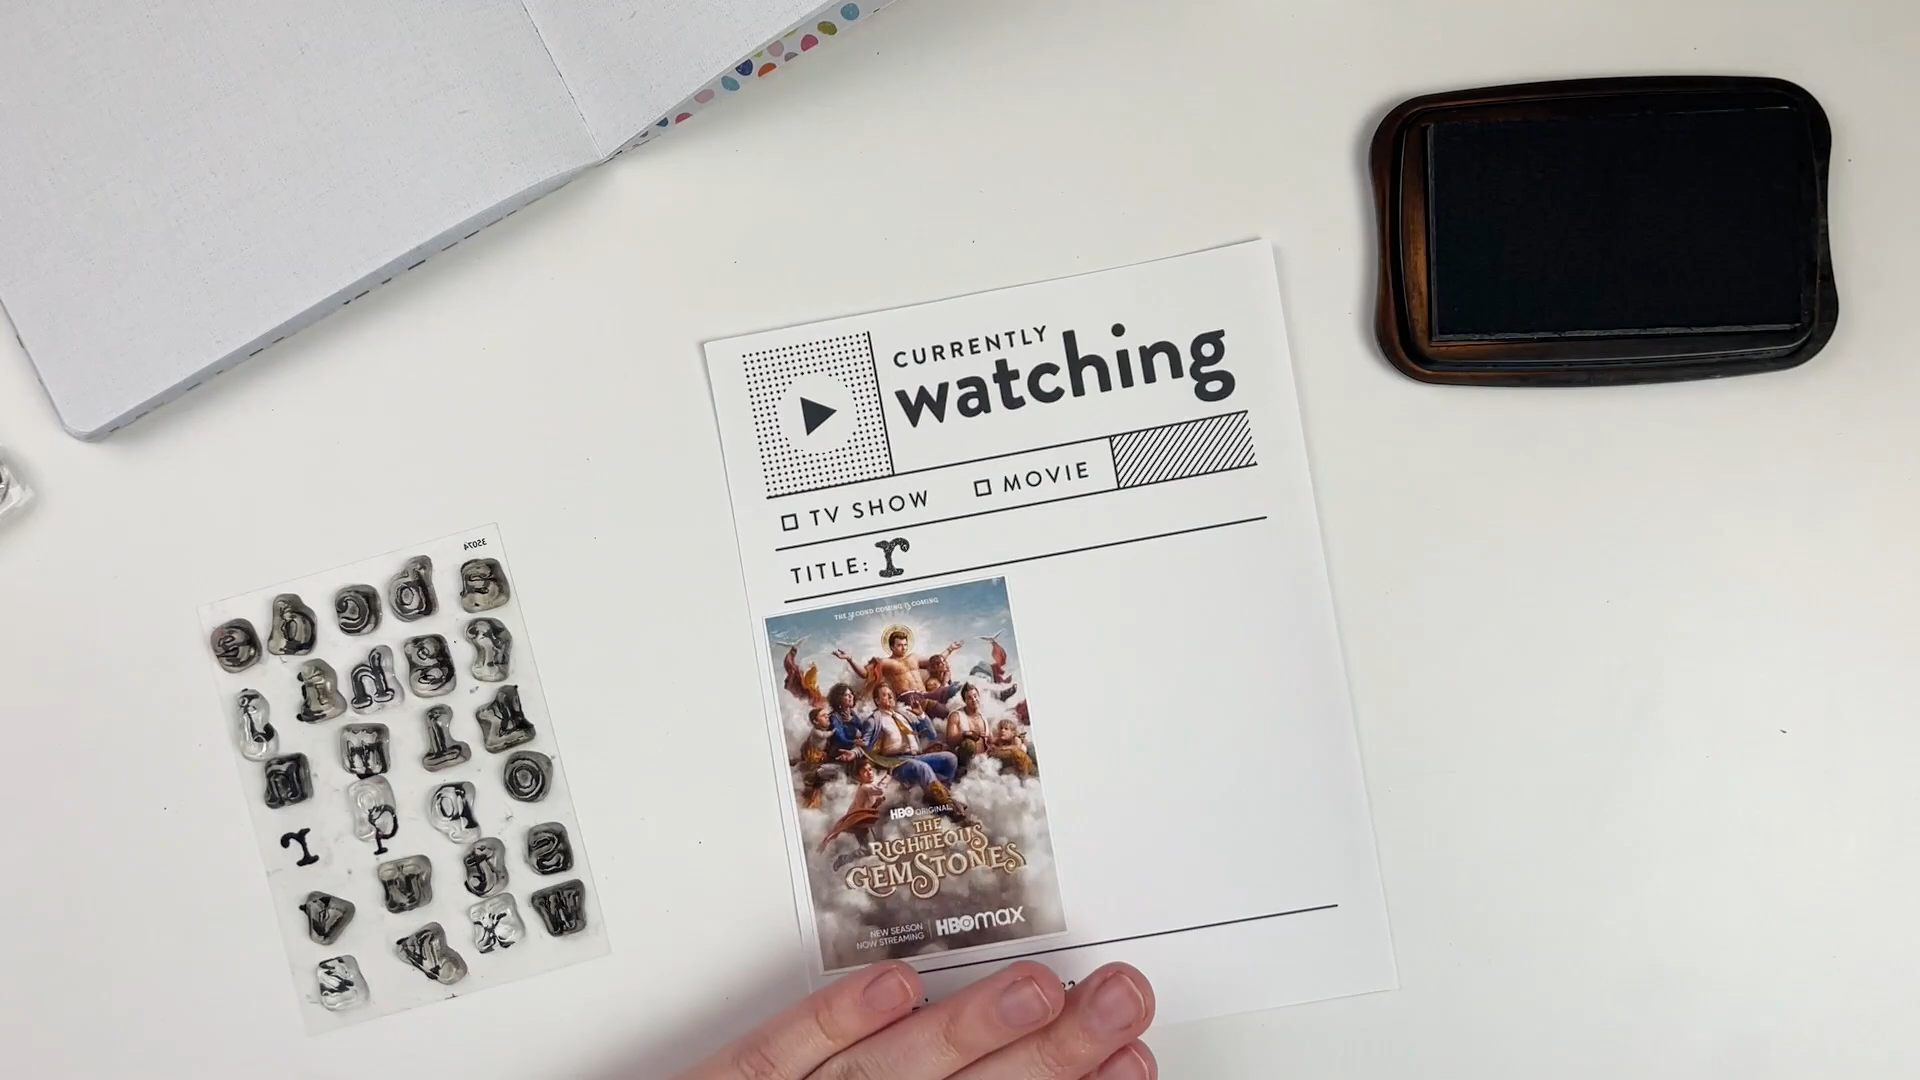 CURRENTLY
watching
TV SHOW MOVIE
TITLE: r
THE SECOND COMING IS COMING
HBO ORIGINAL
THE
RIGHTEOUS
GEMSTONES
NEW SEASON
NOW STREAMING
HBOmax